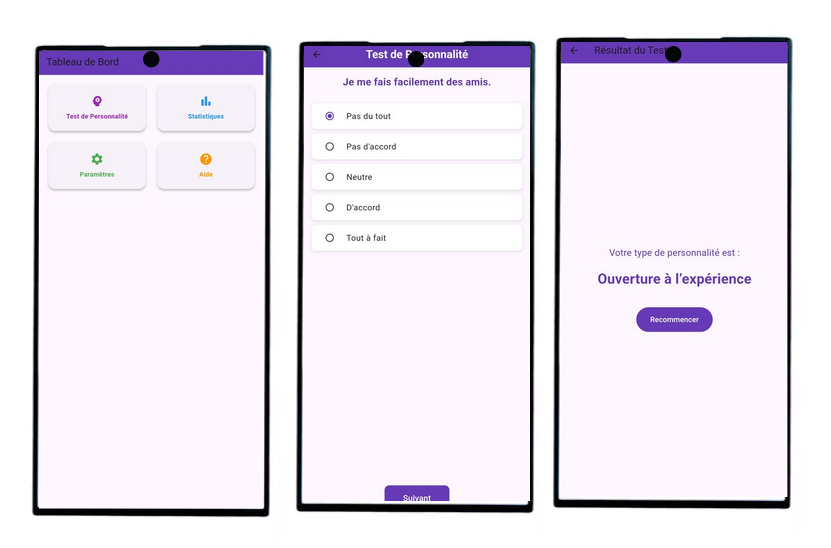 Tableau de Bord
Test de Personnalité
Statistiques
Paramètres
Aide
Test de Personnalité
Je me fais facilement des amis.
Pas du tout
Pas d'accord
Neutre
D'accord
Tout à fait
Suivant
Résultat du Test
Votre type de personnalité est :
Ouverture à l’expérience
Recommencer